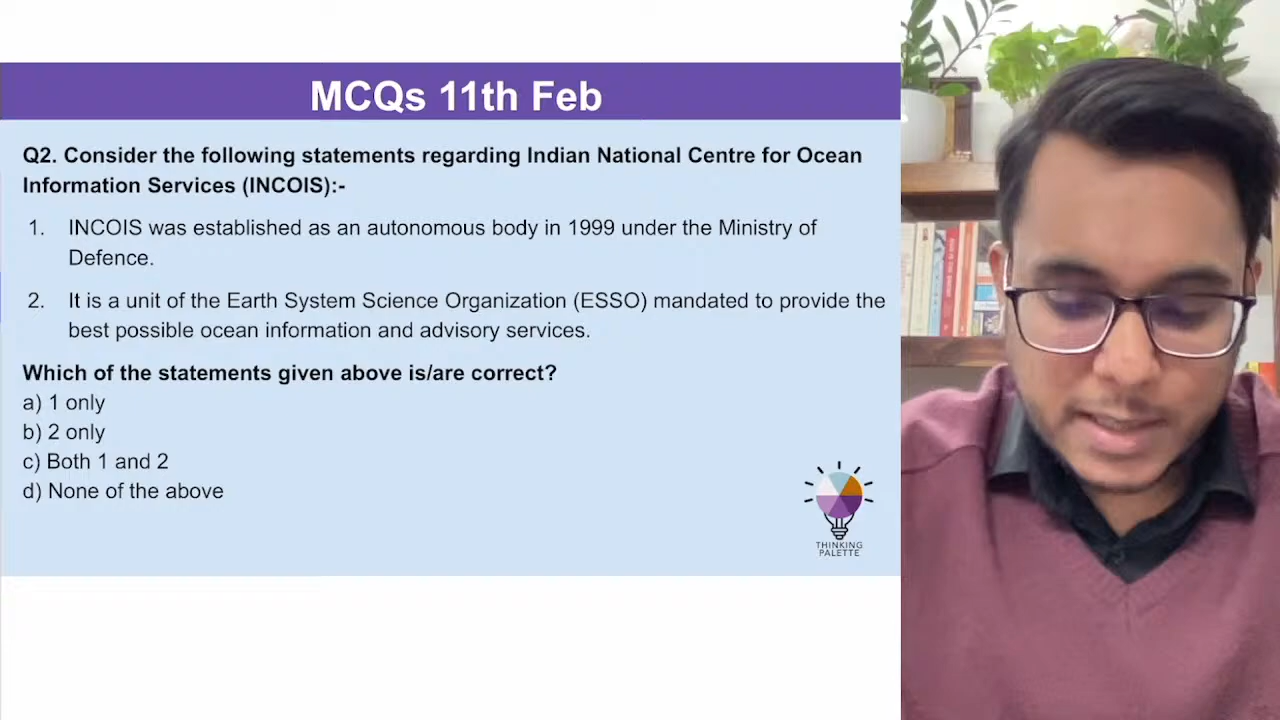 MCQs 11th Feb
Q2. Consider the following statements regarding Indian National Centre for Ocean
Information Services (INCOIS):-
1. INCOIS was established as an autonomous body in 1999 under the Ministry of
Defence.
2. It is a unit of the Earth System Science Organization (ESSO) mandated to provide the
best possible ocean information and advisory services.
Which of the statements given above is/are correct?
a) 1 only
b) 2 only
c) Both 1 and 2
d) None of the above
THINKING
PALETTE